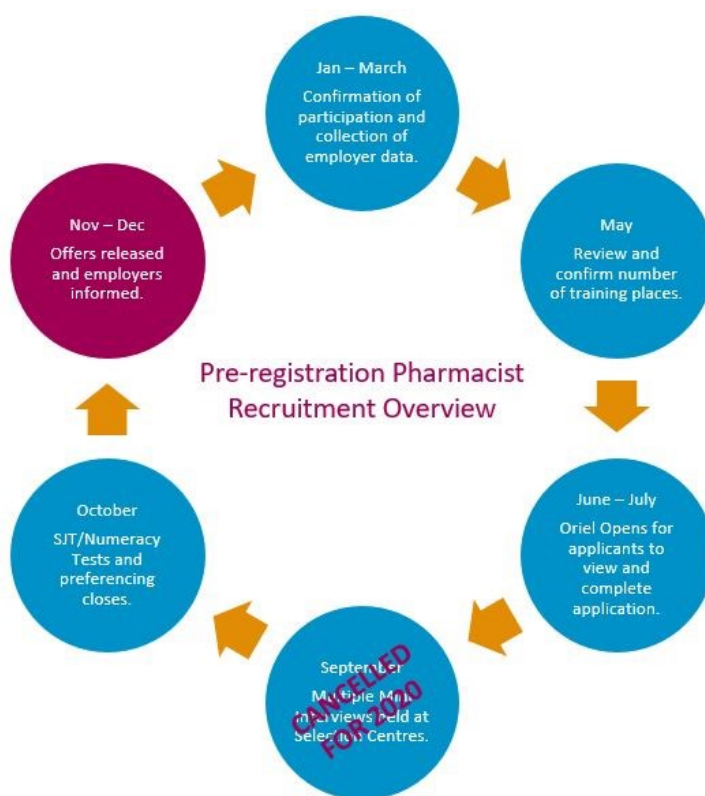 Jan – March
Confirmation of
participation and
collection of
employer data.
May
Review and
confirm number
of training places.
June – July
Oriel Opens for
applicants to
view and
complete
application.
September
Multiple Mini
Interviews held at
Selection Centres.
CANCELLED
FOR 2020
October
SJT/Numeracy
Tests and
preferencing
closes.
Nov – Dec
Offers released
and employers
informed.
Pre-registration Pharmacist
Recruitment Overview